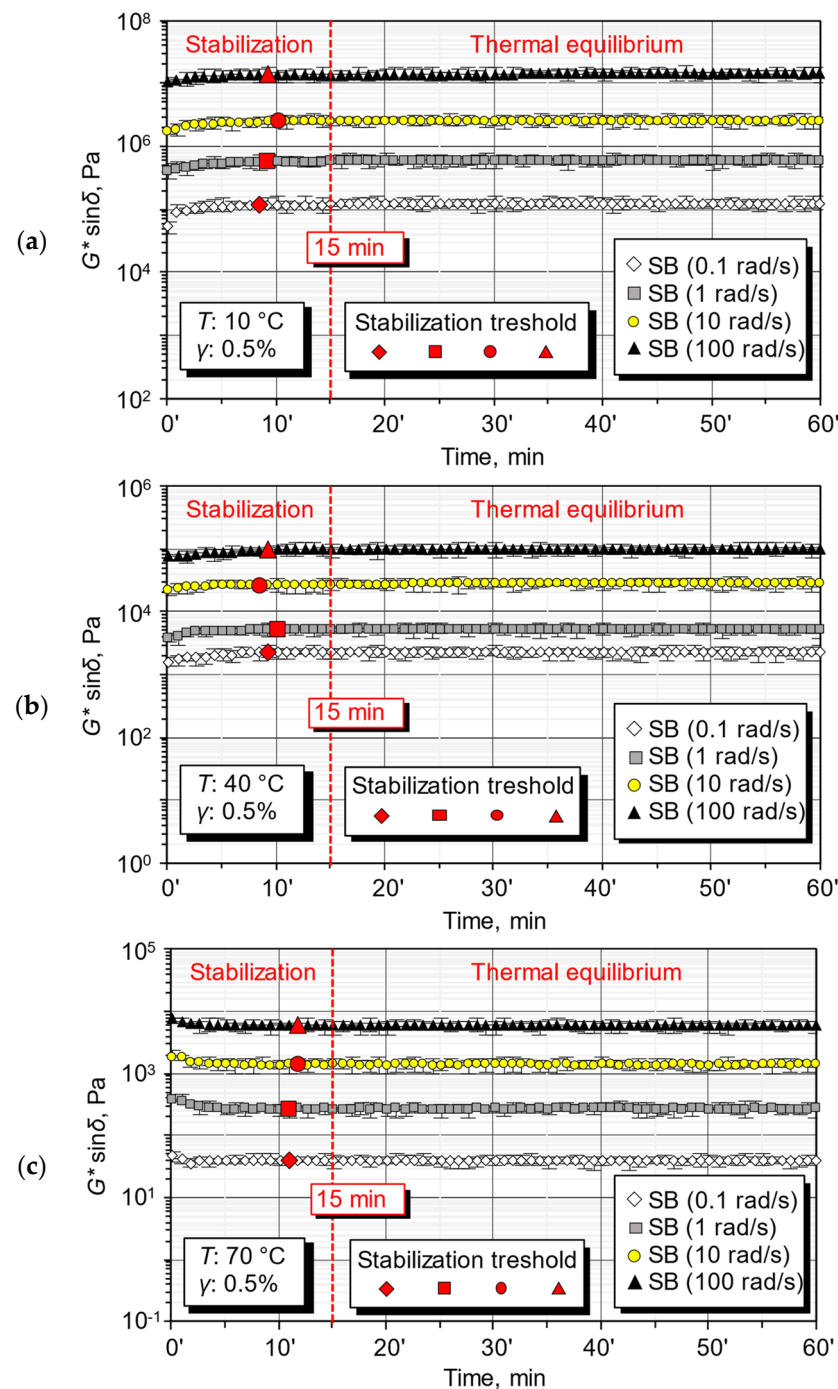 (a)
G* sinδ, Pa
10⁸
10⁶
10⁴
10²
Stabilization
Thermal equilibrium
15 min
T: 10 °C
γ: 0.5%
Stabilization treshold
SB (0.1 rad/s)
SB (1 rad/s)
SB (10 rad/s)
SB (100 rad/s)
0' 10' 20' 30' 40' 50' 60'
Time, min
(b)
G* sinδ, Pa
10⁶
10⁴
10²
10⁰
Stabilization
Thermal equilibrium
15 min
T: 40 °C
γ: 0.5%
Stabilization treshold
SB (0.1 rad/s)
SB (1 rad/s)
SB (10 rad/s)
SB (100 rad/s)
0' 10' 20' 30' 40' 50' 60'
Time, min
(c)
G* sinδ, Pa
10⁵
10³
10¹
10⁻¹
Stabilization
Thermal equilibrium
15 min
T: 70 °C
γ: 0.5%
Stabilization treshold
SB (0.1 rad/s)
SB (1 rad/s)
SB (10 rad/s)
SB (100 rad/s)
0' 10' 20' 30' 40' 50' 60'
Time, min